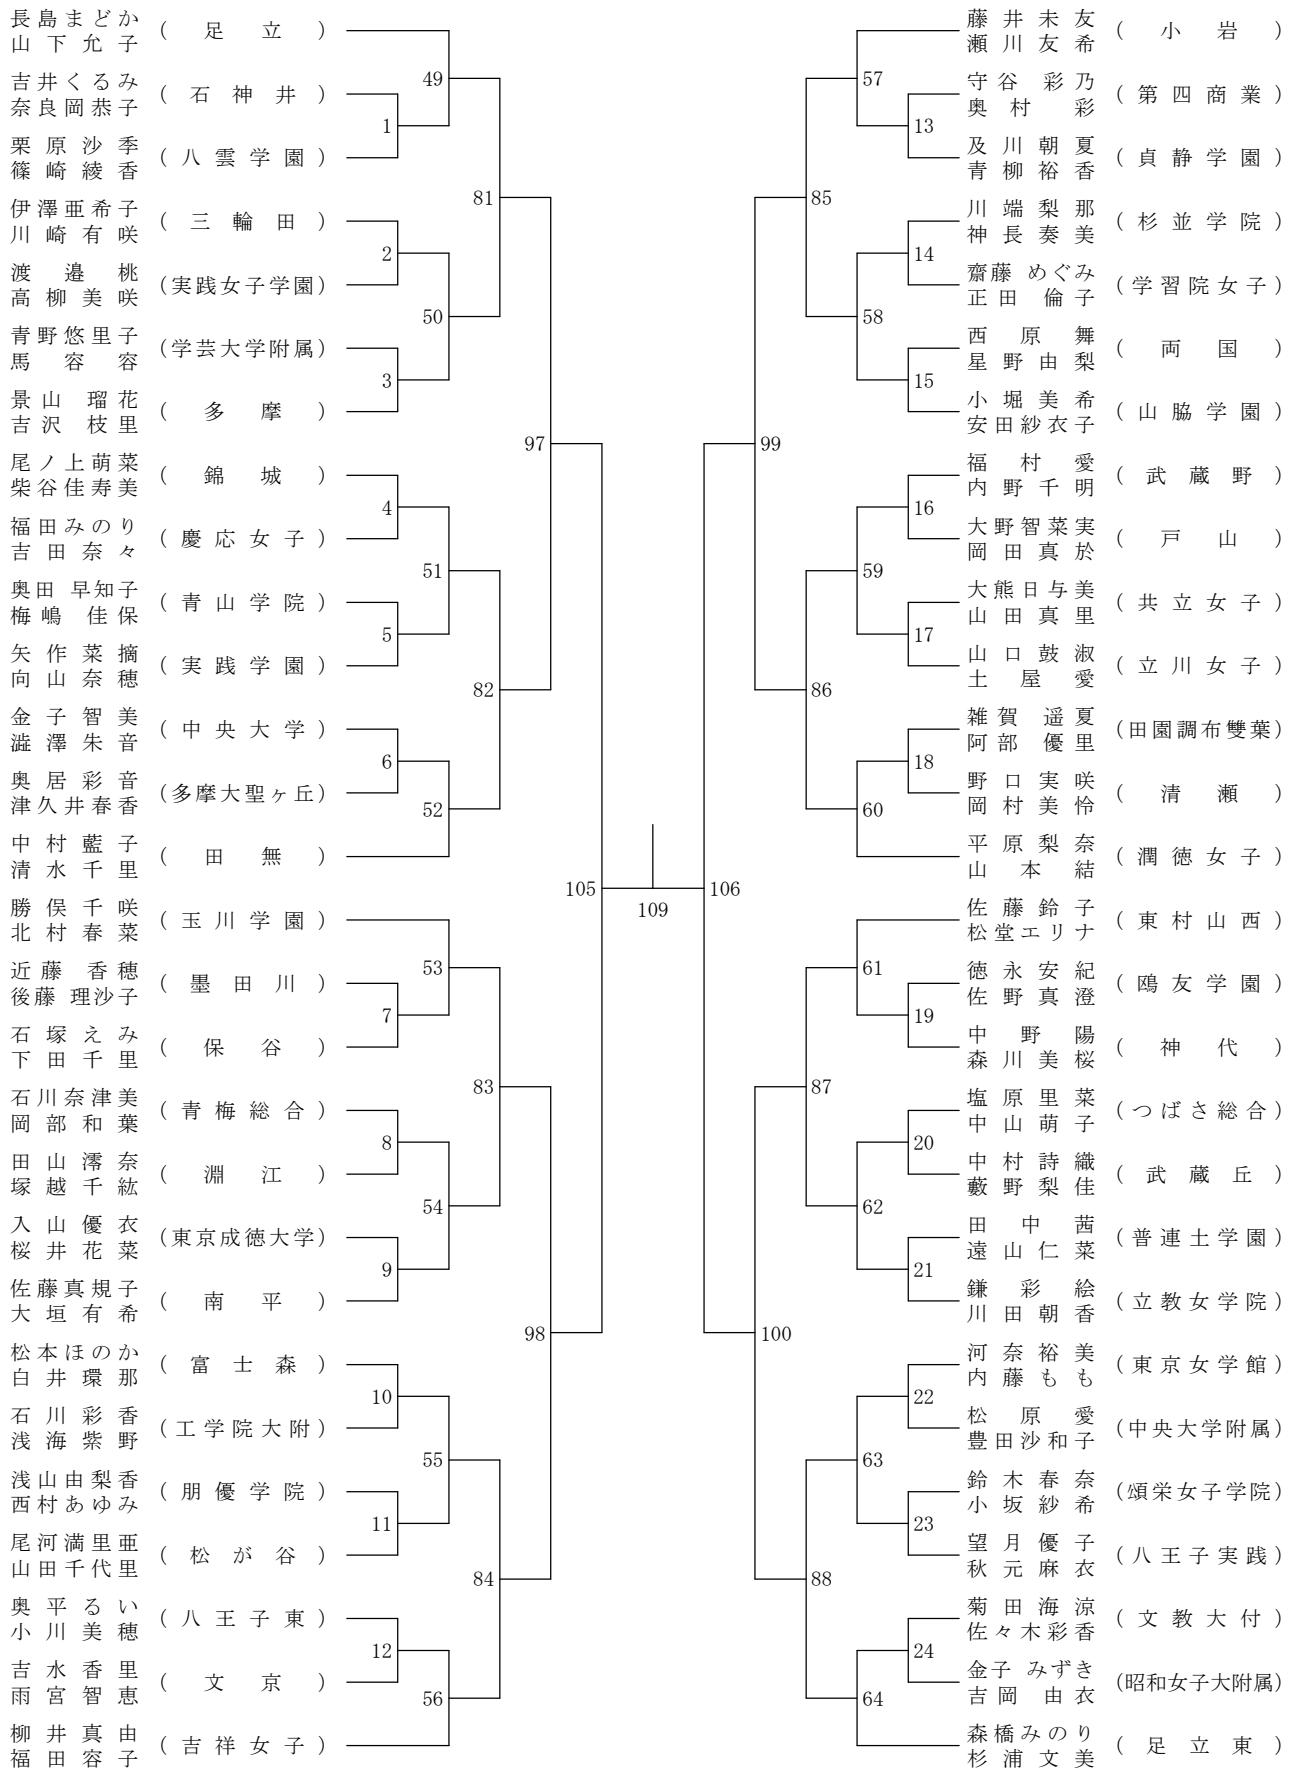 長島まどか
山下允子
(足立)
吉井くるみ
奈良岡恭子
(石神井)
栗原沙季
篠崎綾香
(八雲学園)
伊澤亜希子
川崎有咲
(三輪田)
渡邉桃
高柳美咲
(実践女子学園)
青野悠里子
馬容容
(学芸大学附属)
景山瑠花
吉沢枝里
(多摩)
尾ノ上萌菜
柴谷佳寿美
(錦城)
福田みのり
吉田奈々
(慶応女子)
奥田早知子
梅嶋佳保
(青山学院)
矢作菜摘
向山奈穂
(実践学園)
金子智美
澁澤朱音
(中央大学)
奥居彩音
津久井春香
(多摩大聖ヶ丘)
中村藍子
清水千里
(田無)
勝俣千咲
北村春菜
(玉川学園)
近藤香穂
後藤理沙子
(墨田川)
石塚えみ
下田千里
(保谷)
石川奈津美
岡部和葉
(青梅総合)
田山澪奈
塚越千紘
(淵江)
入山優衣
桜井花菜
(東京成徳大学)
佐藤真規子
大垣有希
(南平)
松本ほのか
白井環那
(富士森)
石川彩香
浅海紫野
(工学院大附)
浅山由梨香
西村あゆみ
(朋優学院)
尾河満里亜
山田千代里
(松が谷)
奥平るい
小川美穂
(八王子東)
吉水香里
雨宮智恵
(文京)
柳井真由
福田容子
(吉祥女子)
49
1
81
2
50
3
97
4
51
5
82
6
52
105
53
7
83
8
54
9
98
10
55
11
84
12
56
109
藤井未友
瀬川友希
(小岩)
守谷彩乃
奥村彩
(第四商業)
及川朝夏
青柳裕香
(貞静学園)
川端梨那
神長奏美
(杉並学院)
齋藤めぐみ
正田倫子
(学習院女子)
西原舞
星野由梨
(両国)
小堀美希
安田紗衣子
(山脇学園)
福村愛
内野千明
(武蔵野)
大野智菜実
岡田真於
(戸山)
大熊日与美
山田真里
(共立女子)
山口鼓淑
土屋愛
(立川女子)
雑賀遥夏
阿部優里
(田園調布雙葉)
野口実咲
岡村美怜
(清瀬)
平原梨奈
山本結
(潤徳女子)
佐藤鈴子
松堂エリナ
(東村山西)
徳永安紀
佐野真澄
(鴎友学園)
中野陽
森川美桜
(神代)
塩原里菜
中山萌子
(つばさ総合)
中村詩織
藪野梨佳
(武蔵丘)
田中茜
遠山仁菜
(普連土学園)
鎌彩絵
川田朝香
(立教女学院)
河奈裕美
内藤もも
(東京女学館)
松原愛
豊田沙和子
(中央大学附属)
鈴木春奈
小坂紗希
(頌栄女子学院)
望月優子
秋元麻衣
(八王子実践)
菊田海涼
佐々木彩香
(文教大付)
金子みずき
吉岡由衣
(昭和女子大附属)
森橋みのり
杉浦文美
(足立東)
57
13
85
14
58
15
99
16
59
17
86
18
60
106
61
19
87
20
62
21
100
22
63
23
88
24
64